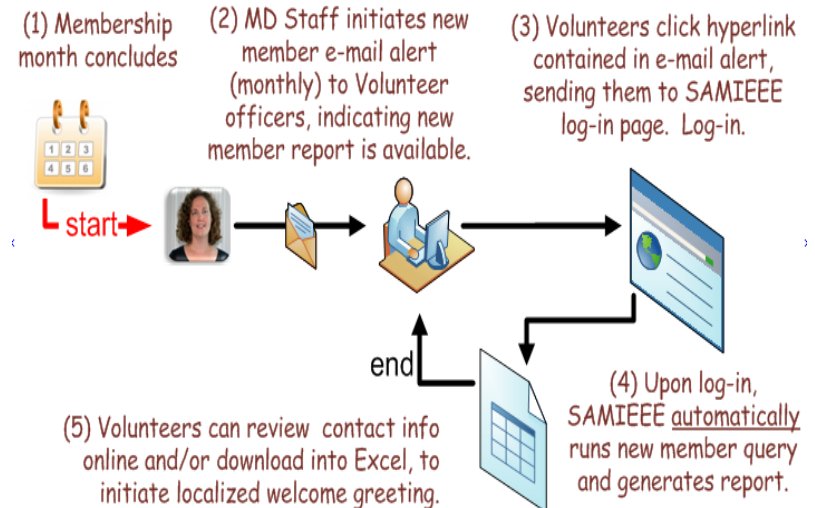 (1) Membership
month concludes
(2) MD Staff initiates new
member e-mail alert
(monthly) to Volunteer
officers, indicating new
member report is available.
(3) Volunteers click hyperlink
contained in e-mail alert,
sending them to SAMIEEE
log-in page. Log-in.
1 2 3
4 5 6
start
end
(4) Upon log-in,
SAMIEEE automatically
runs new member query
and generates report.
(5) Volunteers can review contact info
online and/or download into Excel, to
initiate localized welcome greeting.